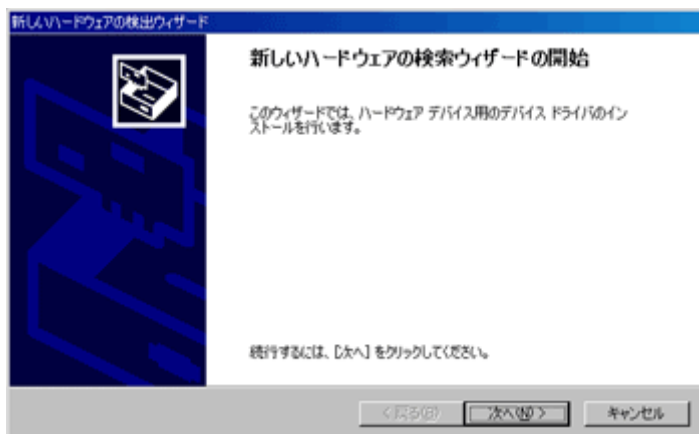 新しいハードウェアの検出ウィザード
新しいハードウェアの検索ウィザードの開始
このウィザードでは、ハードウェア デバイス用のデバイス ドライバのイン
ストールを行います。
続行するには、[次へ] をクリックしてください。
< 戻る(B) 次へ(N) > キャンセル